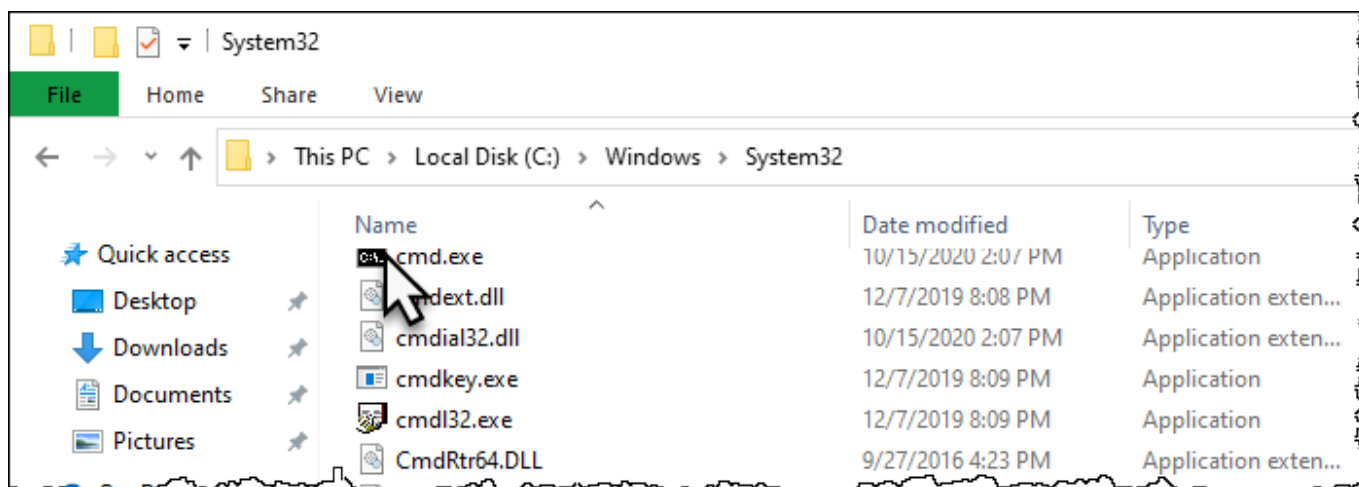 System32
File Home Share View
This PC > Local Disk (C:) > Windows > System32
Name Date modified Type
Quick access
Desktop
Downloads
Documents
Pictures
cmd.exe 10/15/2020 2:07 PM Application
12/7/2019 8:08 PM Application exten...
cmdial32.dll 10/15/2020 2:07 PM Application exten...
cmdkey.exe 12/7/2019 8:09 PM Application
cmdl32.exe 12/7/2019 8:09 PM Application
CmdRtr64.DLL 9/27/2016 4:23 PM Application exten...